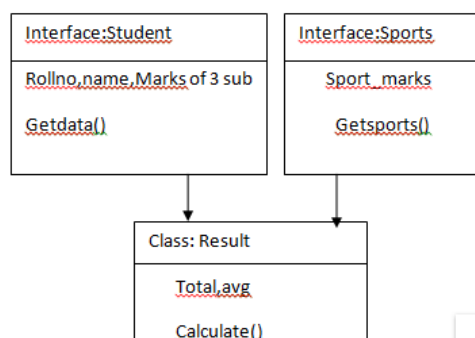 Interface:Student
Rollno,name,Marks of 3 sub
Getdata()
Interface:Sports
Sport_marks
Getsports()
Class: Result
Total,avg
Calculate()